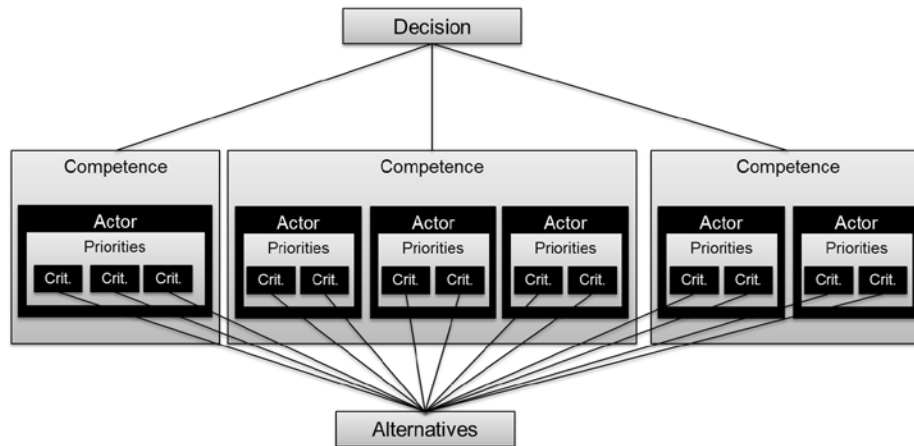 Decision
Competence Competence Competence
Actor Actor Actor Actor Actor Actor
Priorities Priorities Priorities Priorities Priorities Priorities
Crit. Crit. Crit. Crit. Crit. Crit. Crit. Crit. Crit. Crit. Crit. Crit. Crit.
Alternatives